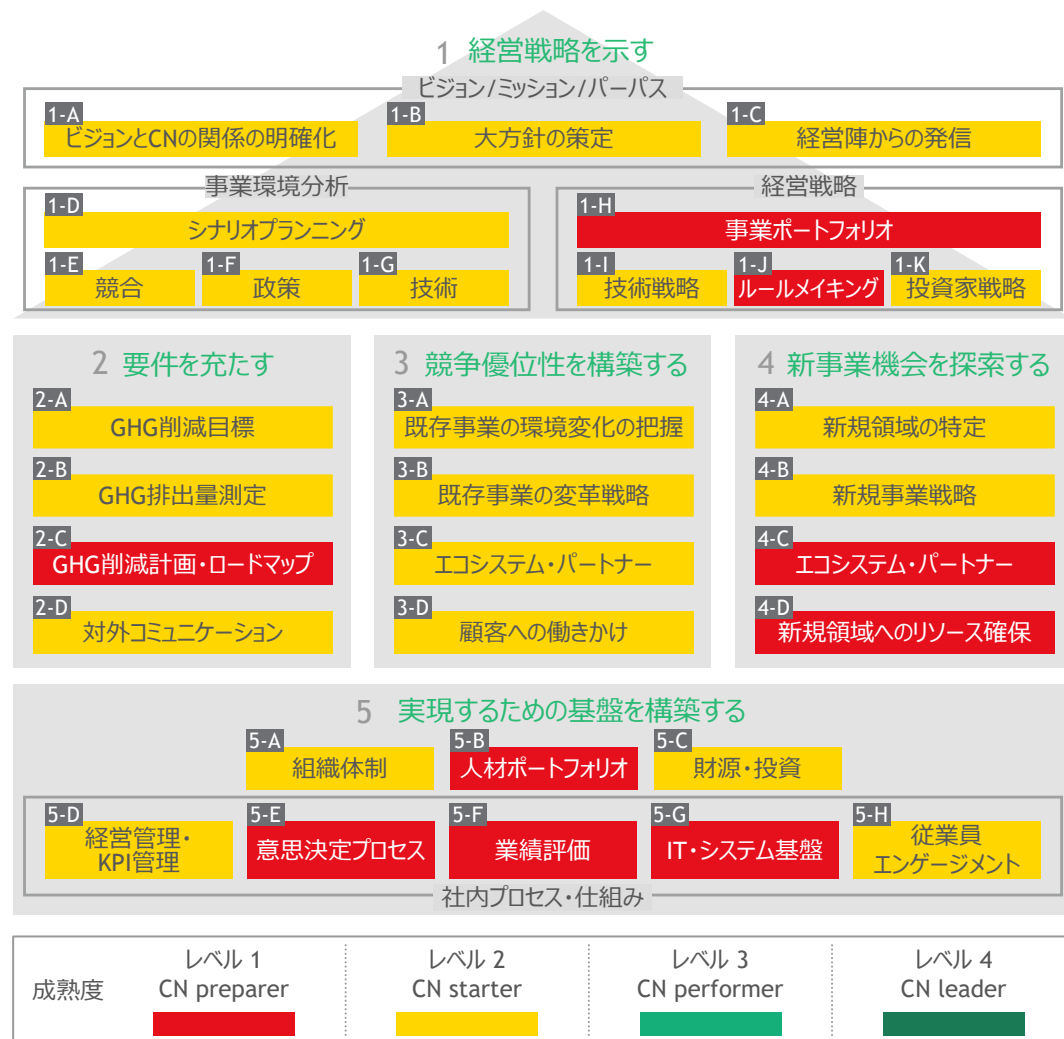 1 経営戦略を示す
ビジョン/ミッション/パーパス
1-A
ビジョンとCNの関係の明確化
1-B
大方針の策定
1-C
経営陣からの発信
事業環境分析
1-D
シナリオプランニング
1-E
競合
1-F
政策
1-G
技術
経営戦略
1-H
事業ポートフォリオ
1-I
技術戦略
1-J
ルールメイキング
1-K
投資家戦略
2 要件を充たす
2-A
GHG削減目標
2-B
GHG排出量測定
2-C
GHG削減計画・ロードマップ
2-D
対外コミュニケーション
3 競争優位性を構築する
3-A
既存事業の環境変化の把握
3-B
既存事業の変革戦略
3-C
エコシステム・パートナー
3-D
顧客への働きかけ
4 新事業機会を探索する
4-A
新規領域の特定
4-B
新規事業戦略
4-C
エコシステム・パートナー
4-D
新規領域へのリソース確保
5 実現するための基盤を構築する
5-A
組織体制
5-B
人材ポートフォリオ
5-C
財源・投資
5-D
経営管理・
KPI管理
5-E
意思決定プロセス
5-F
業績評価
5-G
IT・システム基盤
5-H
従業員
エンゲージメント
社内プロセス・仕組み
成熟度
レベル 1
CN preparer
レベル 2
CN starter
レベル 3
CN performer
レベル 4
CN leader